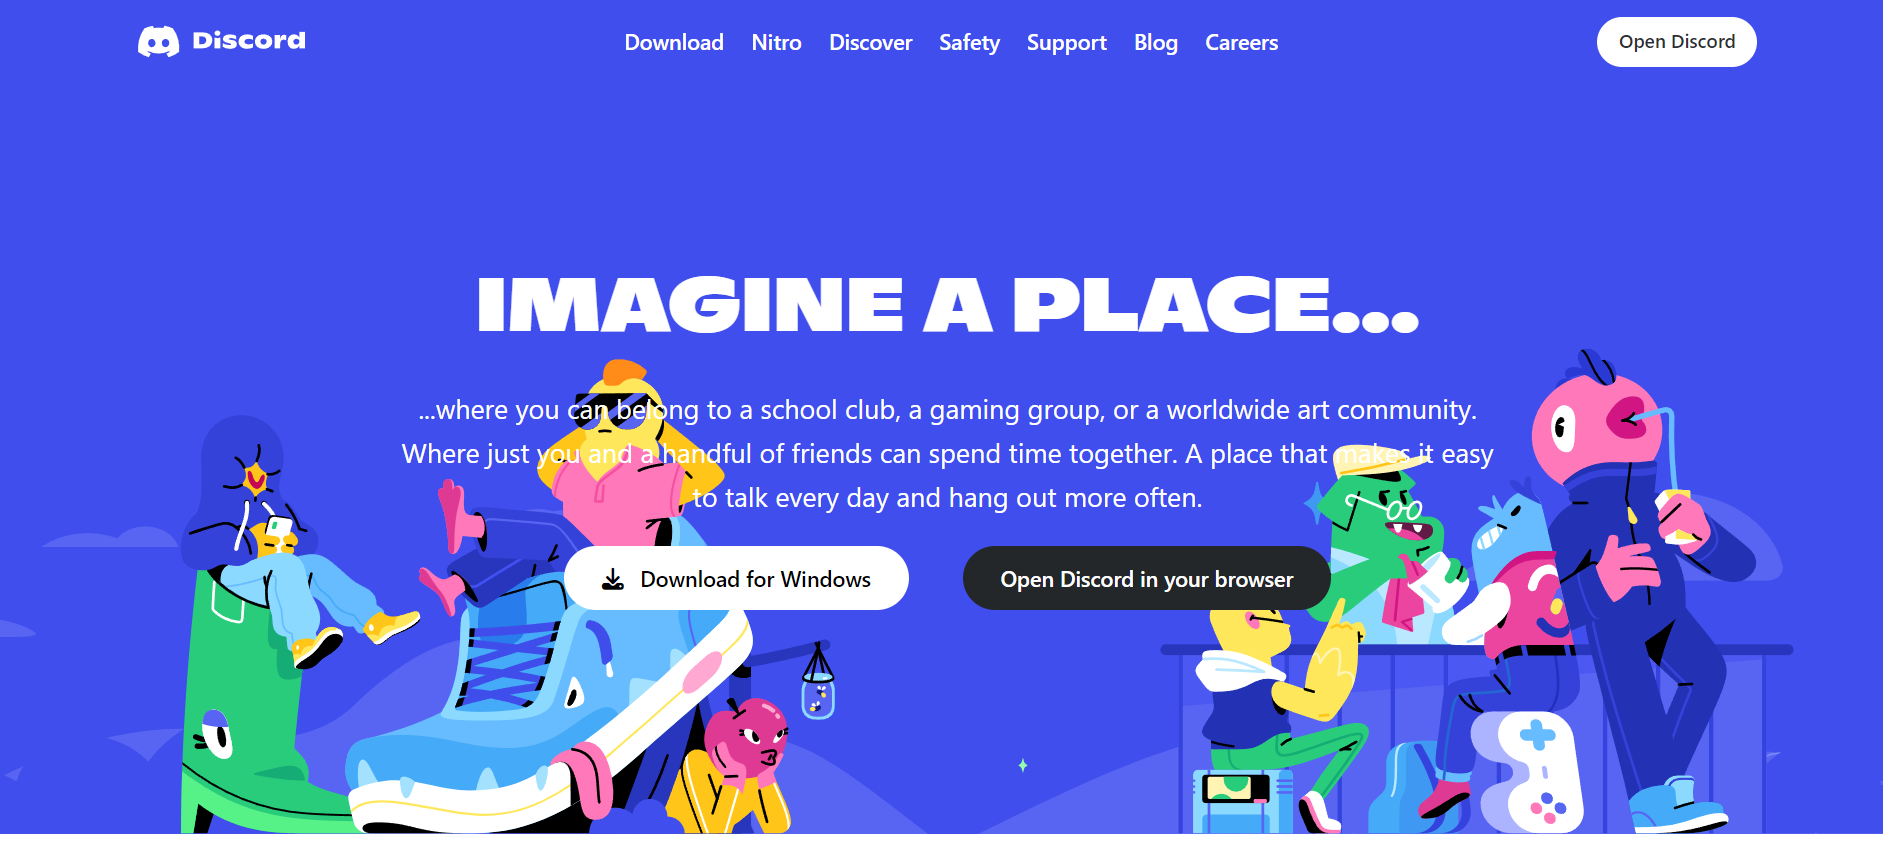 Discord
Download Nitro Discover Safety Support Blog Careers
Open Discord
IMAGINE A PLACE...
...where you can belong to a school club, a gaming group, or a worldwide art community.
Where just you and a handful of friends can spend time together. A place that makes it easy
to talk every day and hang out more often.
Download for Windows
Open Discord in your browser